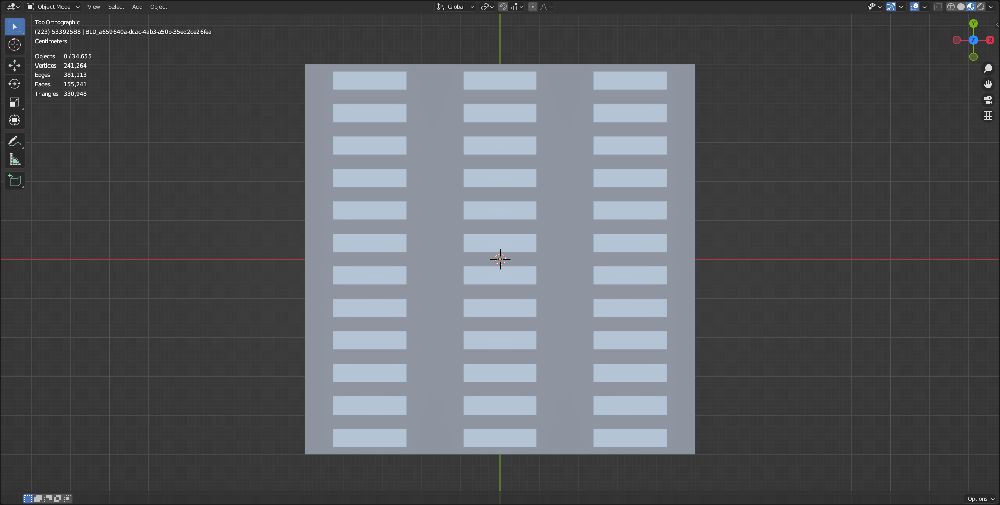 Object Mode View Select Add Object Global
Top Orthographic
(223) 53392588 | BLD_a659640a-dcac-4ab3-a50b-35ed2ce26fea
Centimeters
Objects 0 / 34,655
Vertices 241,264
Edges 381,113
Faces 155,241
Triangles 330,948
Y
Z X
Options